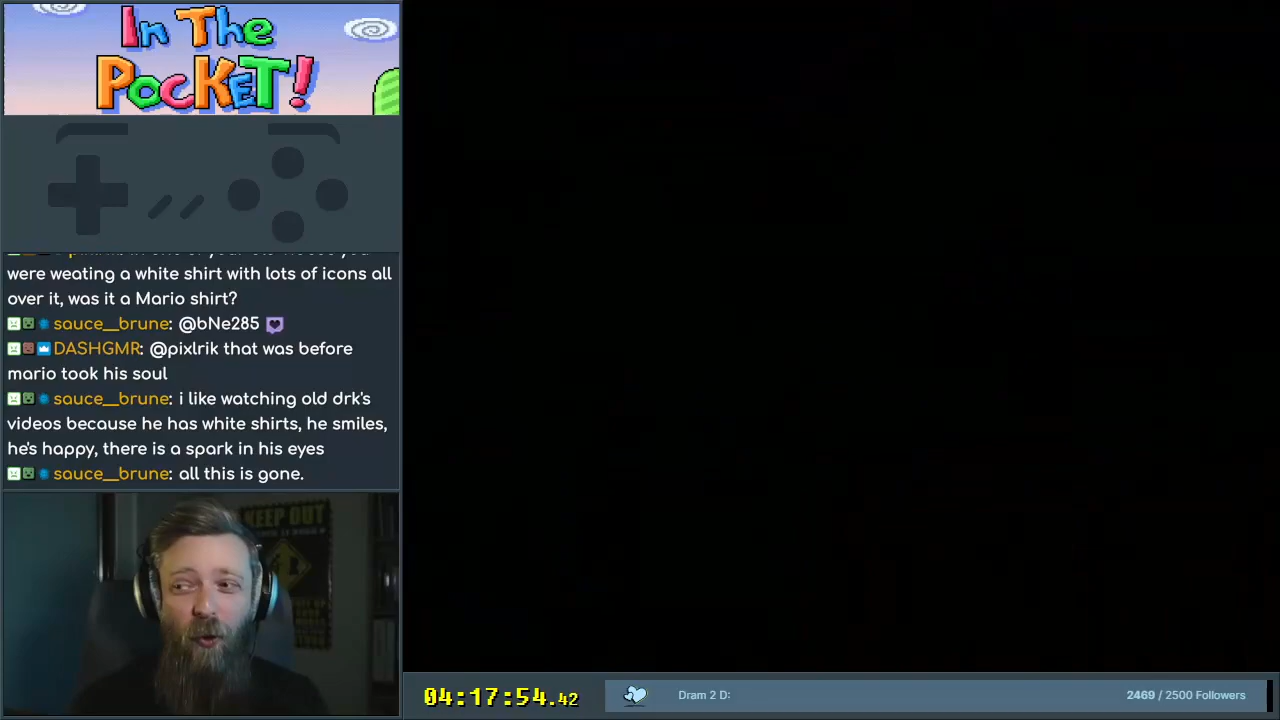 In The
Pocket!
were weating a white shirt with lots of icons all
over it, was it a Mario shirt?
sauce__brune: @bNe285
DASHGMR: @pixlrik that was before
mario took his soul
sauce__brune: i like watching old drk's
videos because he has white shirts, he smiles,
he's happy, there is a spark in his eyes
sauce__brune: all this is gone.
KEEP OUT
04:17:54.42
Dram 2 D:
2469 / 2500 Followers